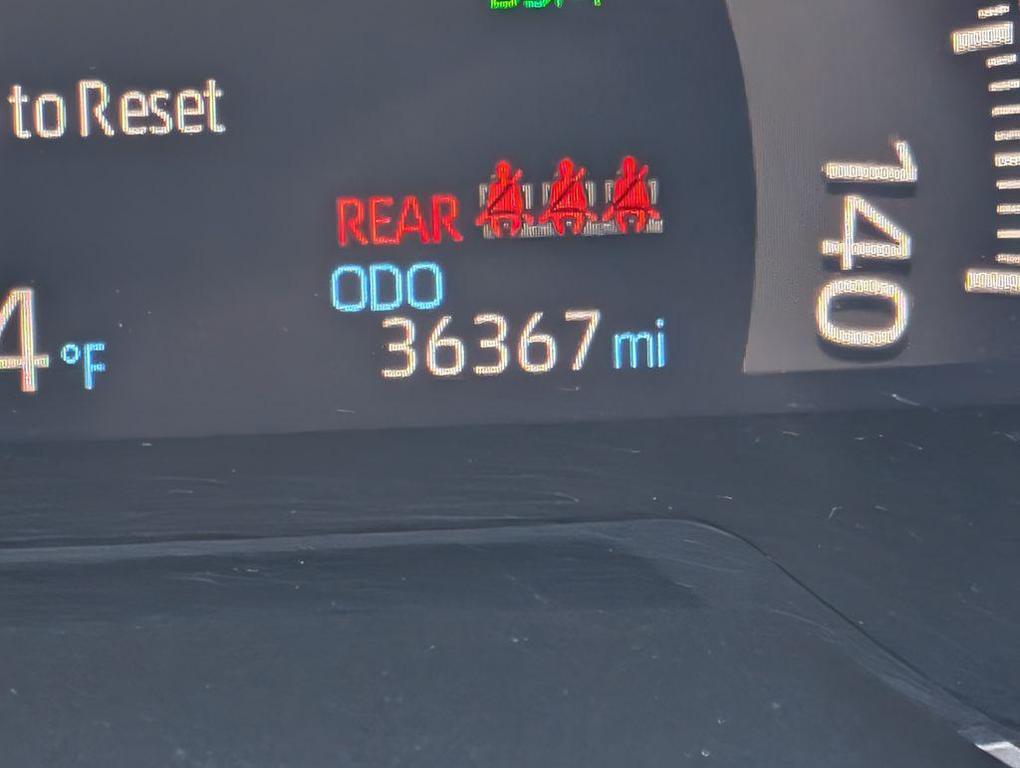 to Reset
REAR
ODO
36367 mi
4 °F
140